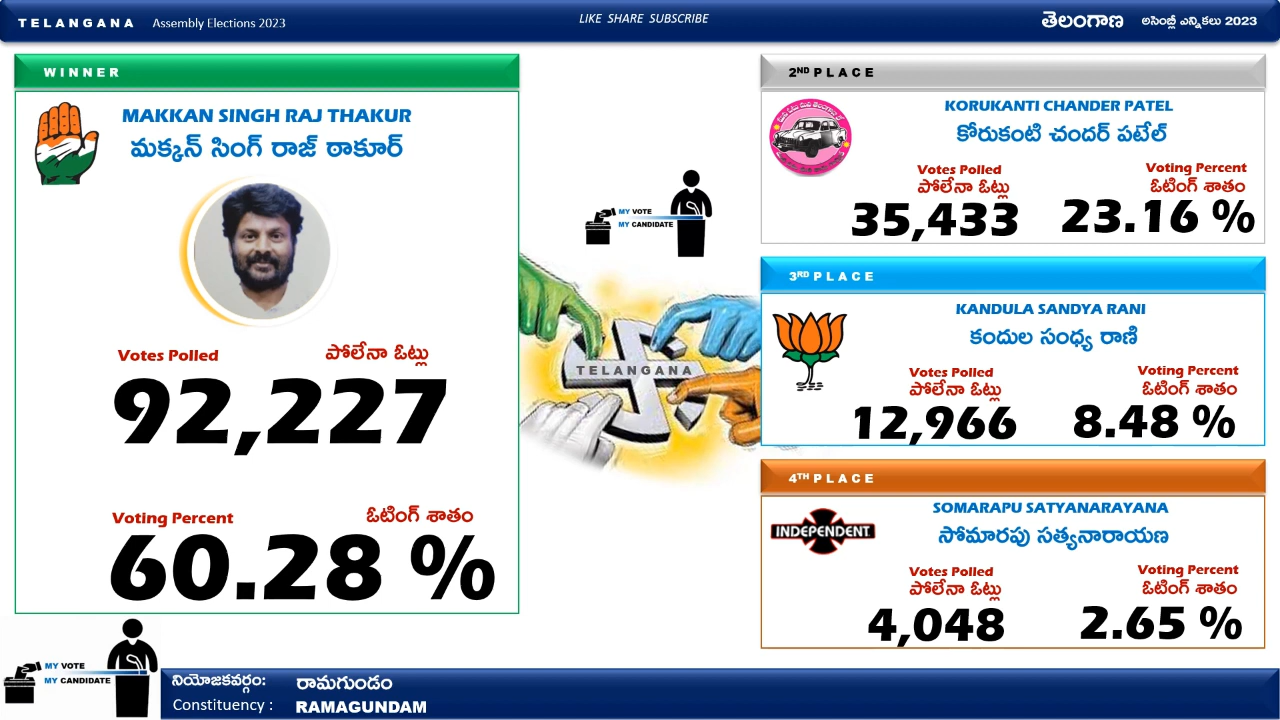 TELANGANA Assembly Elections 2023
LIKE SHARE SUBSCRIBE
తెలంగాణ అసెంబ్లీ ఎన్నికలు 2023
WINNER
MAKKAN SINGH RAJ THAKUR
మక్కన్ సింగ్ రాజ్ ఠాకూర్
Votes Polled పోలేనా ఓట్లు
92,227
Voting Percent ఓటింగ్ శాతం
60.28 %
MY VOTE
MY CANDIDATE
TELANGANA
2ND PLACE
KORUKANTI CHANDER PATEL
కోరుకంటి చందర్ పటేల్
Votes Polled Voting Percent
పోలేనా ఓట్లు ఓటింగ్ శాతం
35,433 23.16 %
3RD PLACE
KANDULA SANDYA RANI
కందుల సంధ్య రాణి
Votes Polled Voting Percent
పోలేనా ఓట్లు ఓటింగ్ శాతం
12,966 8.48 %
4TH PLACE
INDEPENDENT
SOMARAPU SATYANARAYANA
సోమారపు సత్యనారాయణ
Votes Polled Voting Percent
పోలేనా ఓట్లు ఓటింగ్ శాతం
4,048 2.65 %
MY VOTE
MY CANDIDATE
నియోజకవర్గం: రామగుండం
Constituency : RAMAGUNDAM